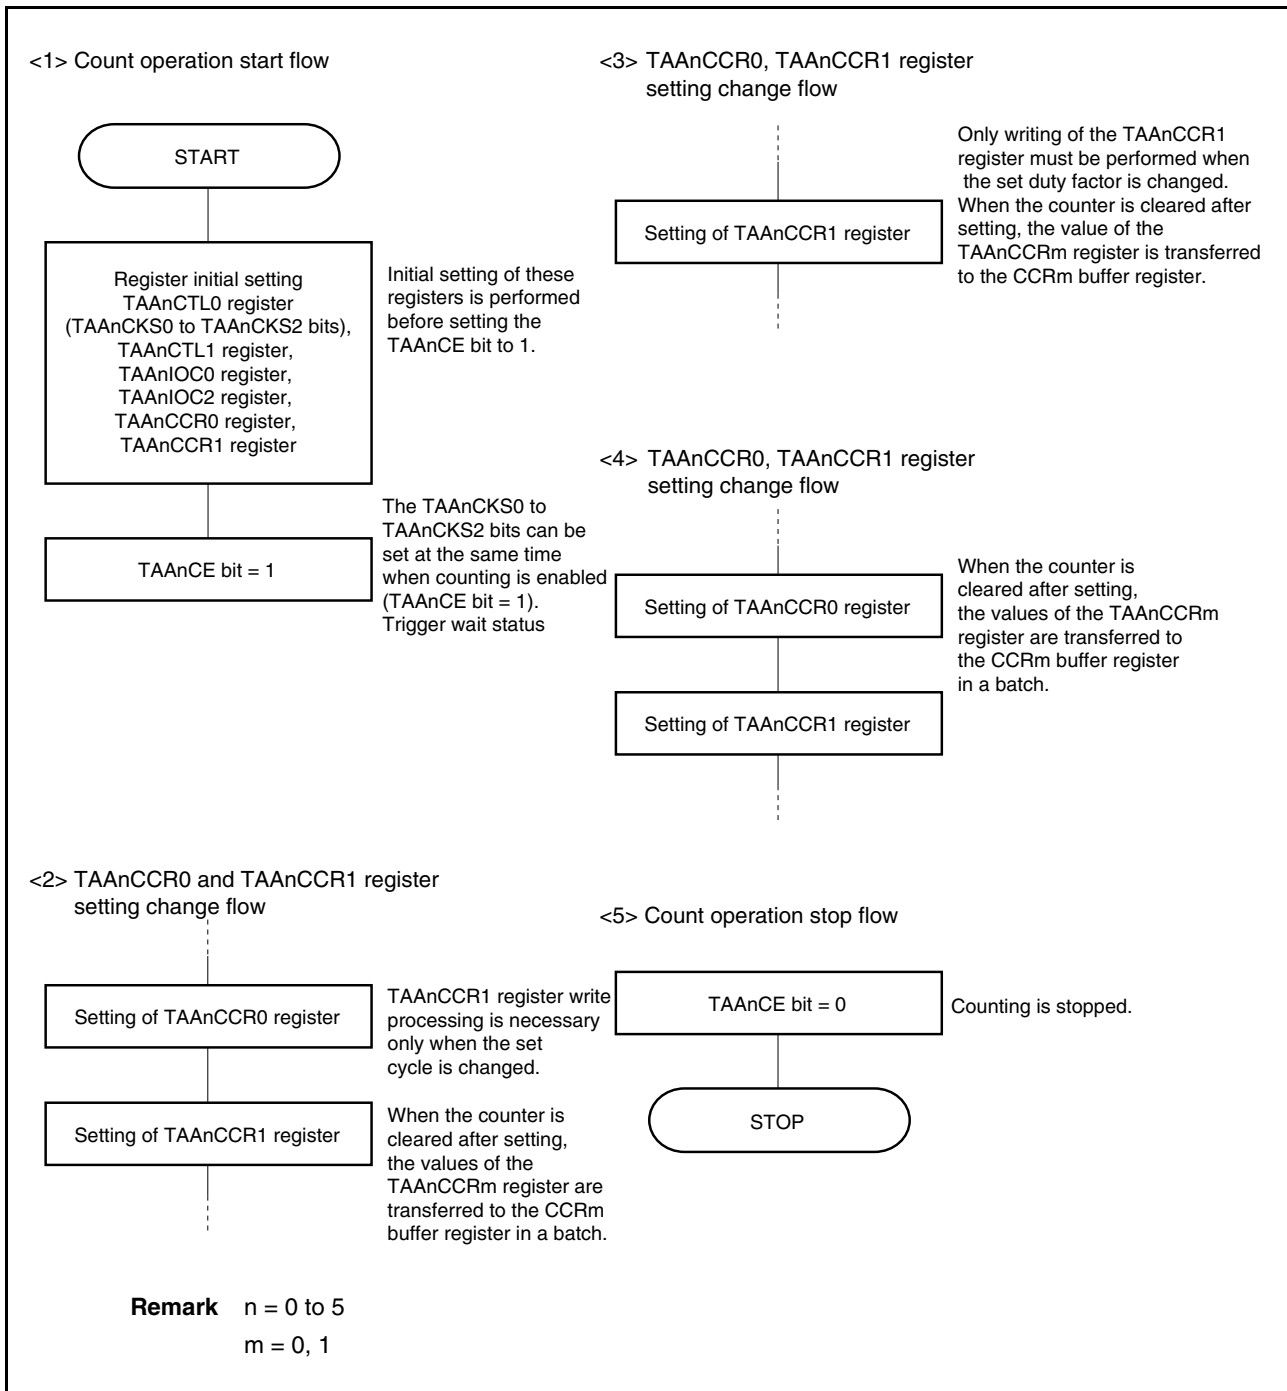 <1> Count operation start flow
START
Register initial setting
TAAnCTL0 register
(TAAnCKS0 to TAAnCKS2 bits),
TAAnCTL1 register,
TAAnIOC0 register,
TAAnIOC2 register,
TAAnCCR0 register,
TAAnCCR1 register
Initial setting of these
registers is performed
before setting the
TAAnCE bit to 1.
TAAnCE bit = 1
The TAAnCKS0 to
TAAnCKS2 bits can be
set at the same time
when counting is enabled
(TAAnCE bit = 1).
Trigger wait status
<2> TAAnCCR0 and TAAnCCR1 register
setting change flow
Setting of TAAnCCR0 register
TAAnCCR1 register write
processing is necessary
only when the set
cycle is changed.
Setting of TAAnCCR1 register
When the counter is
cleared after setting,
the values of the
TAAnCCRm register are
transferred to the CCRm
buffer register in a batch.
<3> TAAnCCR0, TAAnCCR1 register
setting change flow
Setting of TAAnCCR1 register
Only writing of the TAAnCCR1
register must be performed when
the set duty factor is changed.
When the counter is cleared after
setting, the value of the
TAAnCCRm register is transferred
to the CCRm buffer register.
<4> TAAnCCR0, TAAnCCR1 register
setting change flow
Setting of TAAnCCR0 register
When the counter is
cleared after setting,
the values of the TAAnCCRm
register are transferred to
the CCRm buffer register
in a batch.
Setting of TAAnCCR1 register
<5> Count operation stop flow
TAAnCE bit = 0
Counting is stopped.
STOP
Remark n = 0 to 5
m = 0, 1